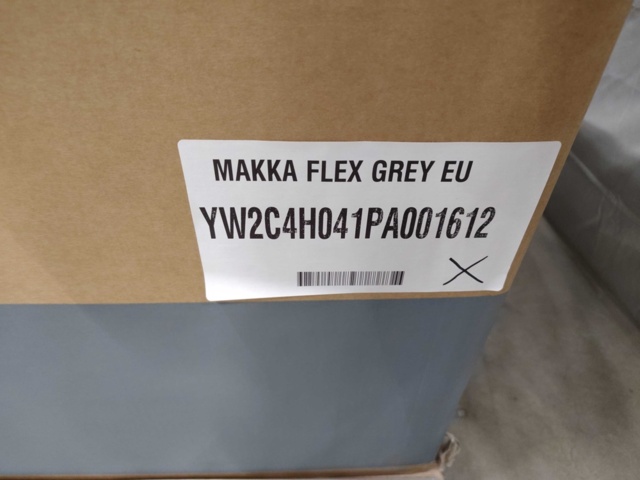 MAKKA FLEX GREY EU
YW2C4H041PA001612
X